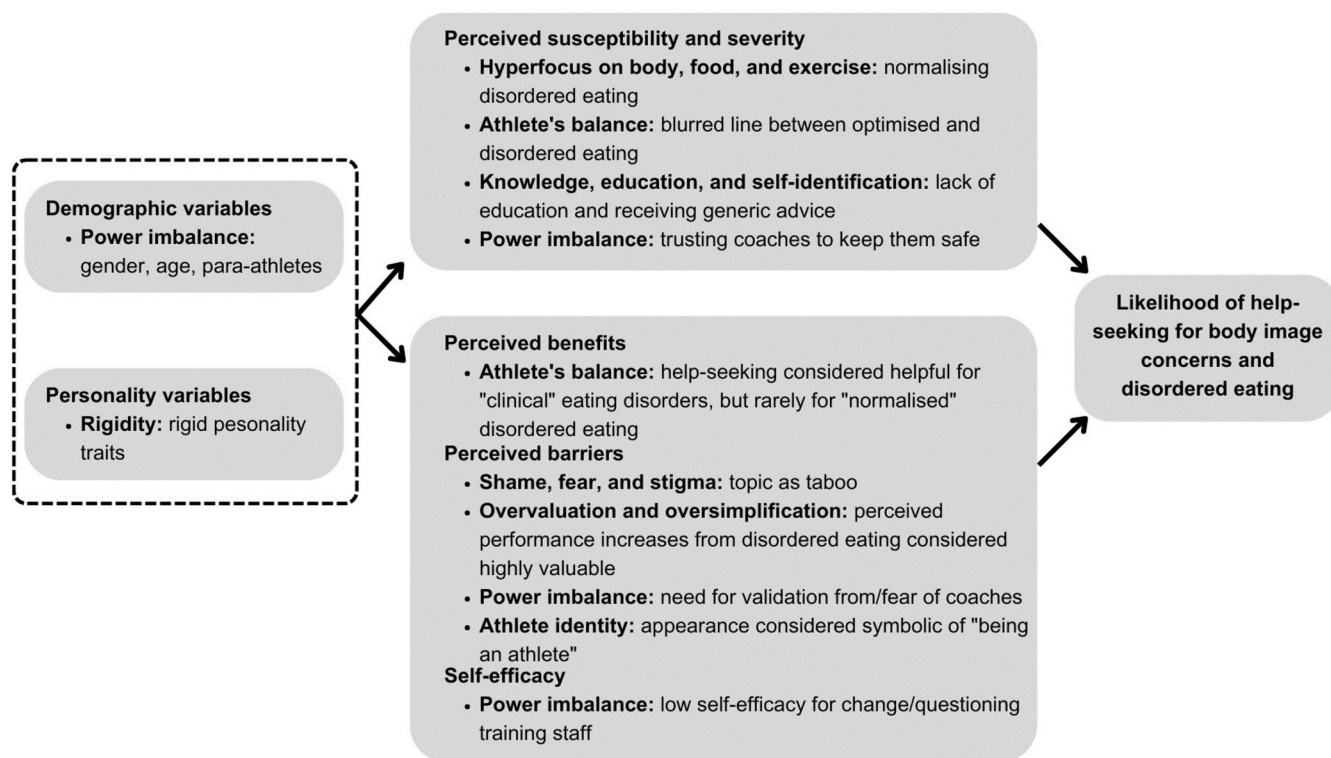 Demographic variables
• Power imbalance:
gender, age, para-athletes
Personality variables
• Rigidity: rigid pesonality
traits
Perceived susceptibility and severity
• Hyperfocus on body, food, and exercise: normalising
disordered eating
• Athlete's balance: blurred line between optimised and
disordered eating
• Knowledge, education, and self-identification: lack of
education and receiving generic advice
• Power imbalance: trusting coaches to keep them safe
Perceived benefits
• Athlete's balance: help-seeking considered helpful for
"clinical" eating disorders, but rarely for "normalised"
disordered eating
Perceived barriers
• Shame, fear, and stigma: topic as taboo
• Overvaluation and oversimplification: perceived
performance increases from disordered eating considered
highly valuable
• Power imbalance: need for validation from/fear of coaches
• Athlete identity: appearance considered symbolic of "being
an athlete"
Self-efficacy
• Power imbalance: low self-efficacy for change/questioning
training staff
Likelihood of help-
seeking for body image
concerns and
disordered eating